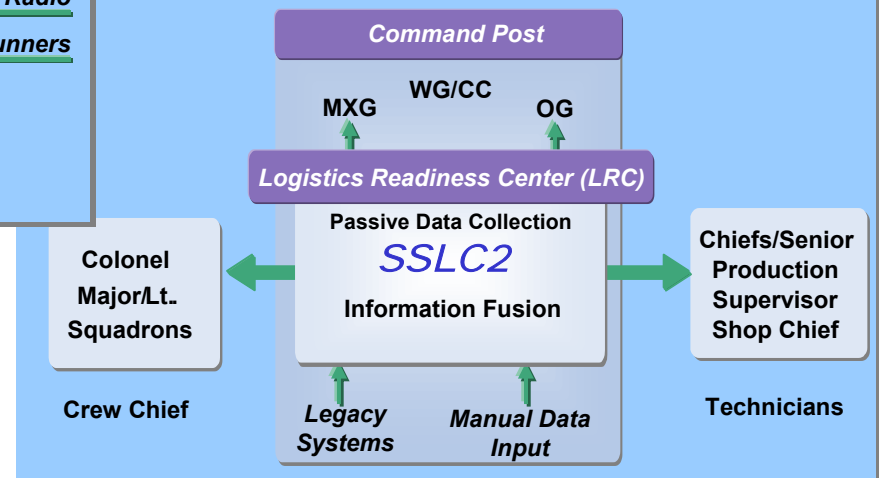 Radio
Command Post
WG/CC
MXG
OG
Logistics Readiness Center (LRC)
Passive Data Collection
SSLC2
Information Fusion
Colonel
Major/Lt..
Squadrons
Chiefs/Senior
Production
Supervisor
Shop Chief
Crew Chief
Legacy
Systems
Manual Data
Input
Technicians